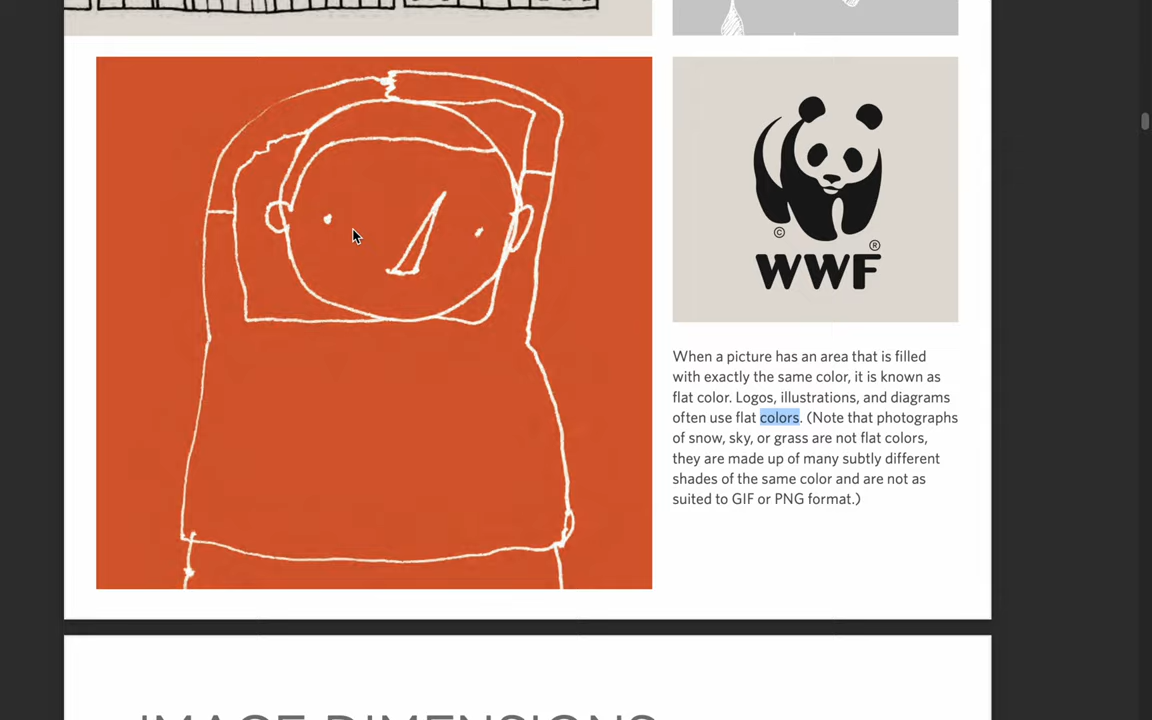 ©
®
WWF
When a picture has an area that is filled
with exactly the same color, it is known as
flat color. Logos, illustrations, and diagrams
often use flat colors. (Note that photographs
of snow, sky, or grass are not flat colors,
they are made up of many subtly different
shades of the same color and are not as
suited to GIF or PNG format.)
IMAGE DIMENSIONS